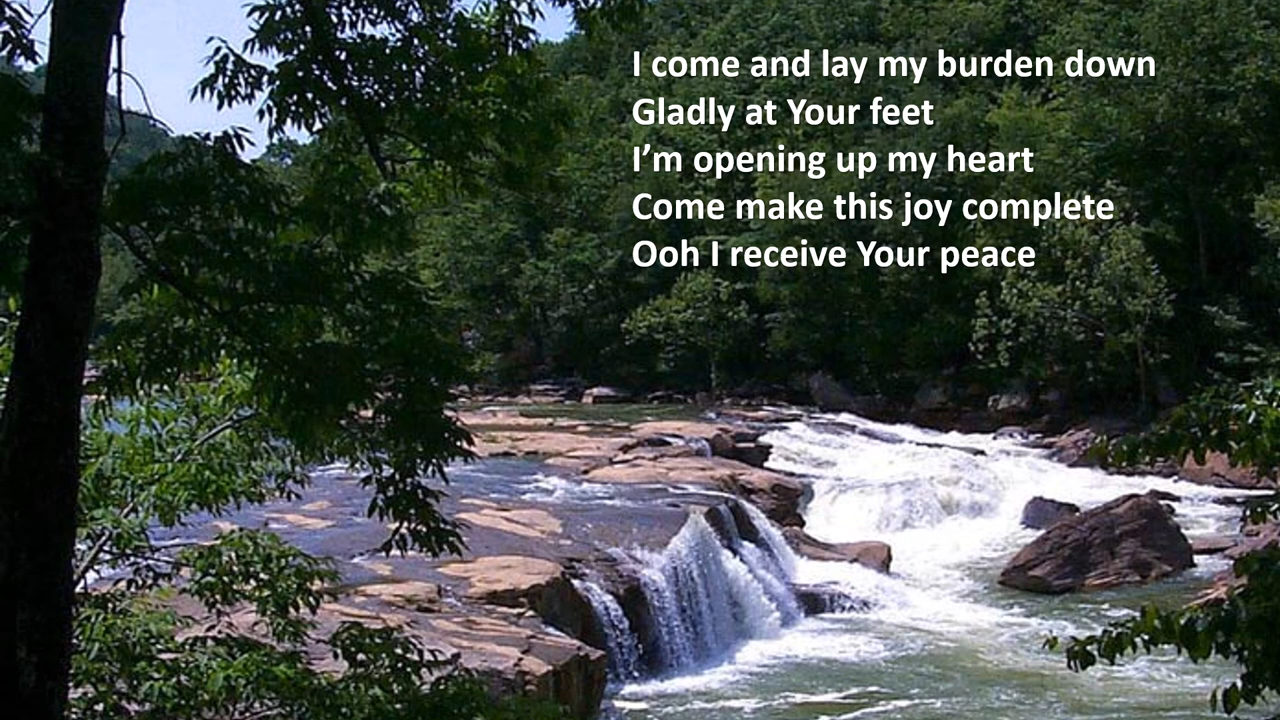 I come and lay my burden down
Gladly at Your feet
I’m opening up my heart
Come make this joy complete
Ooh I receive Your peace